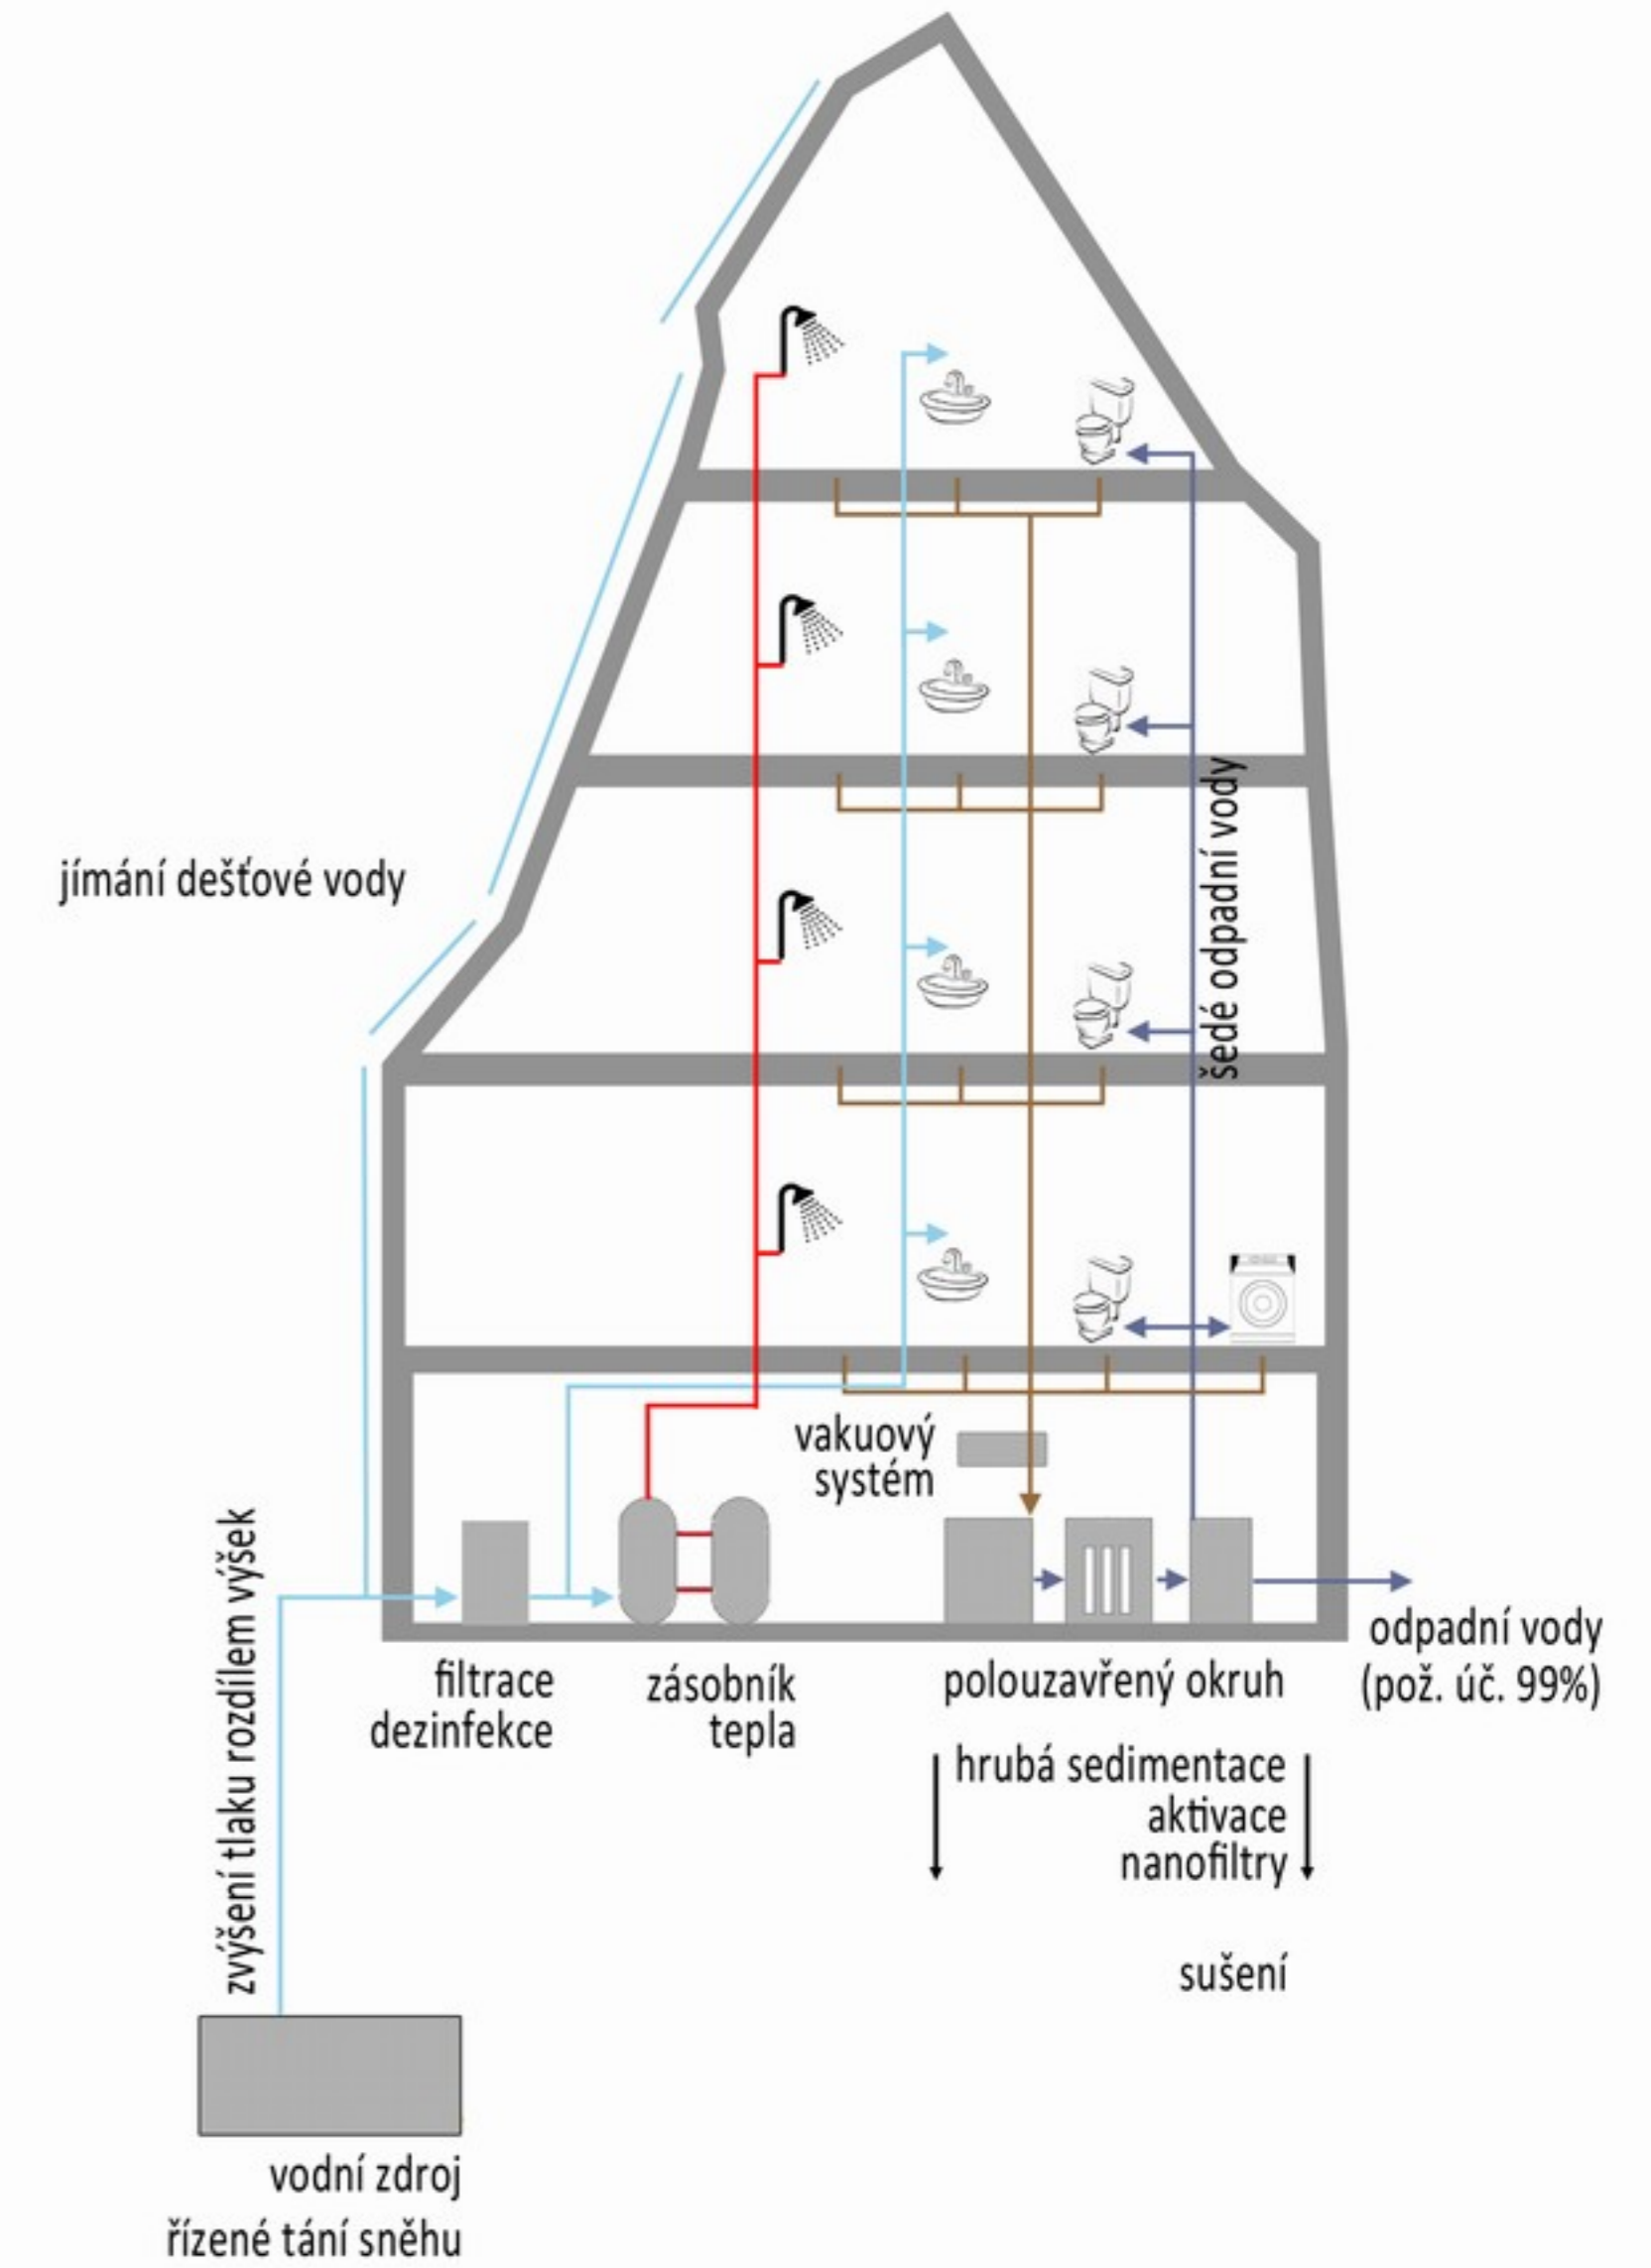 jímání dešťové vody
šedé odpadní vody
vakuový
systém
zvýšení tlaku rozdílem výšek
filtrace
dezinfekce
zásobník
tepla
polouzavřený okruh
odpadní vody
(pož. úč. 99%)
hrubá sedimentace
aktivace
nanofiltry
sušení
vodní zdroj
řízené tání sněhu